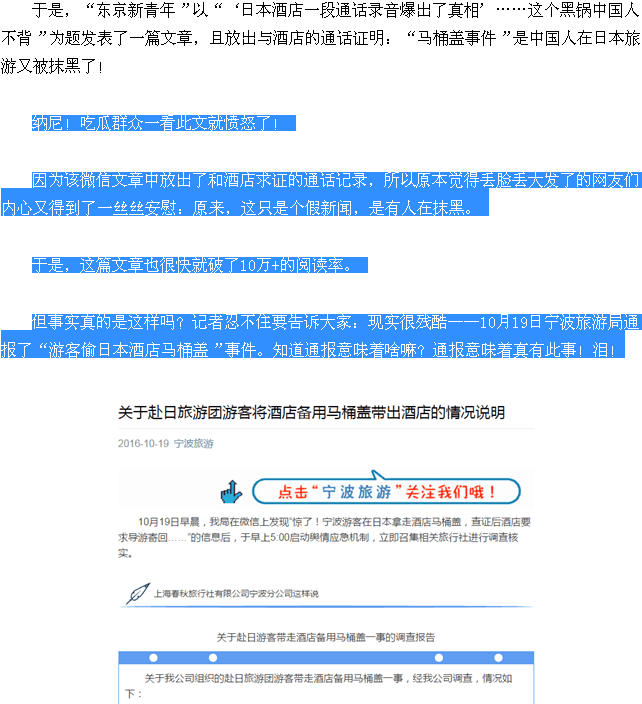 于是，“东京新青年”以“‘日本酒店一段通话录音爆出了真相’……这个黑锅中国人
不背”为题发表了一篇文章，且放出与酒店的通话证明：“马桶盖事件”是中国人在日本旅
游又被抹黑了！
纳尼！吃瓜群众一看此文就愤怒了！
因为该微信文章中放出了和酒店求证的通话记录，所以原本觉得丢脸丢大发了的网友们
内心又得到了一丝丝安慰：原来，这只是个假新闻，是有人在抹黑。
于是，这篇文章也很快就破了10万+的阅读率。
但事实真的是这样吗？记者忍不住要告诉大家：现实很残酷——10月19日宁波旅游局通
报了“游客偷日本酒店马桶盖”事件。知道通报意味着啥嘛？通报意味着真有此事！泪！
关于赴日旅游团游客将酒店备用马桶盖带出酒店的情况说明
2016-10-19 宁波旅游
点击“宁波旅游”关注我们哦！
10月19日早晨，我局在微信上发现“惊了！宁波游客在日本拿走酒店马桶盖，查证后酒店要
求导游寄回……”的信息后，于早上5:00启动舆情应急机制，立即召集相关旅行社进行调查核
实。
上海春秋旅行社有限公司宁波分公司这样说
关于赴日游客带走酒店备用马桶盖一事的调查报告
关于我公司组织的赴日旅游团游客带走酒店备用马桶盖一事，经我公司调查，情况如
下：